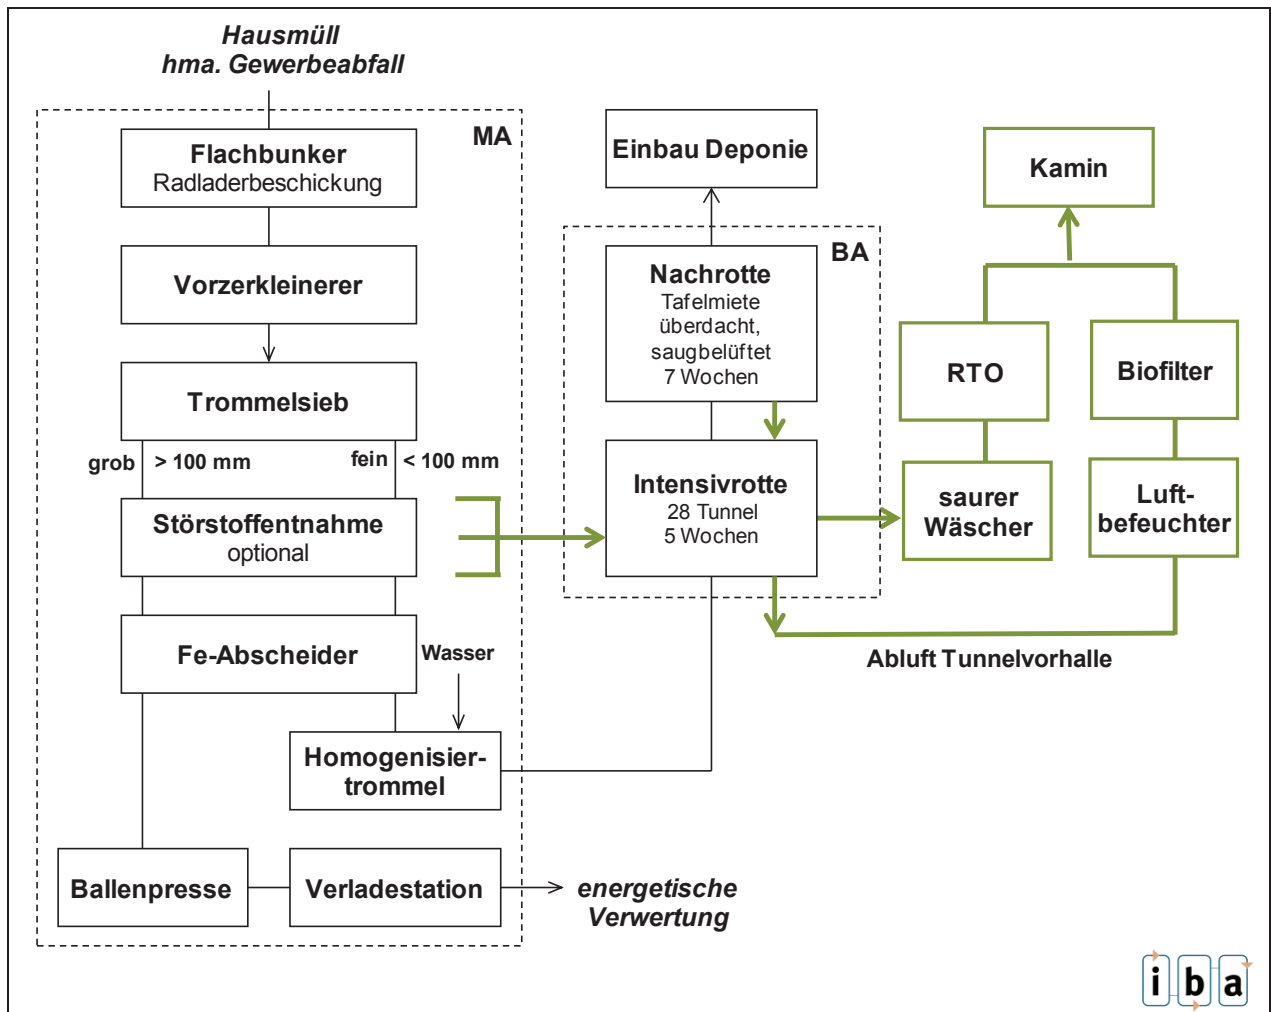 Hausmüll
hma. Gewerbeabfall
MA
Flachbunker
Radladerbeschickung
Vorzerkleinerer
Trommelsieb
grob > 100 mm
fein < 100 mm
Störstoffentnahme
optional
Fe-Abscheider
Wasser
Homogenisier-
trommel
Ballenpresse
Verladestation
energetische
Verwertung
Einbau Deponie
BA
Nachrotte
Tafelmiete
überdacht,
saugbelüftet
7 Wochen
Intensivrotte
28 Tunnel
5 Wochen
Kamin
RTO
Biofilter
saurer
Wäscher
Luft-
befeuchter
Abluft Tunnelvorhalle
iba